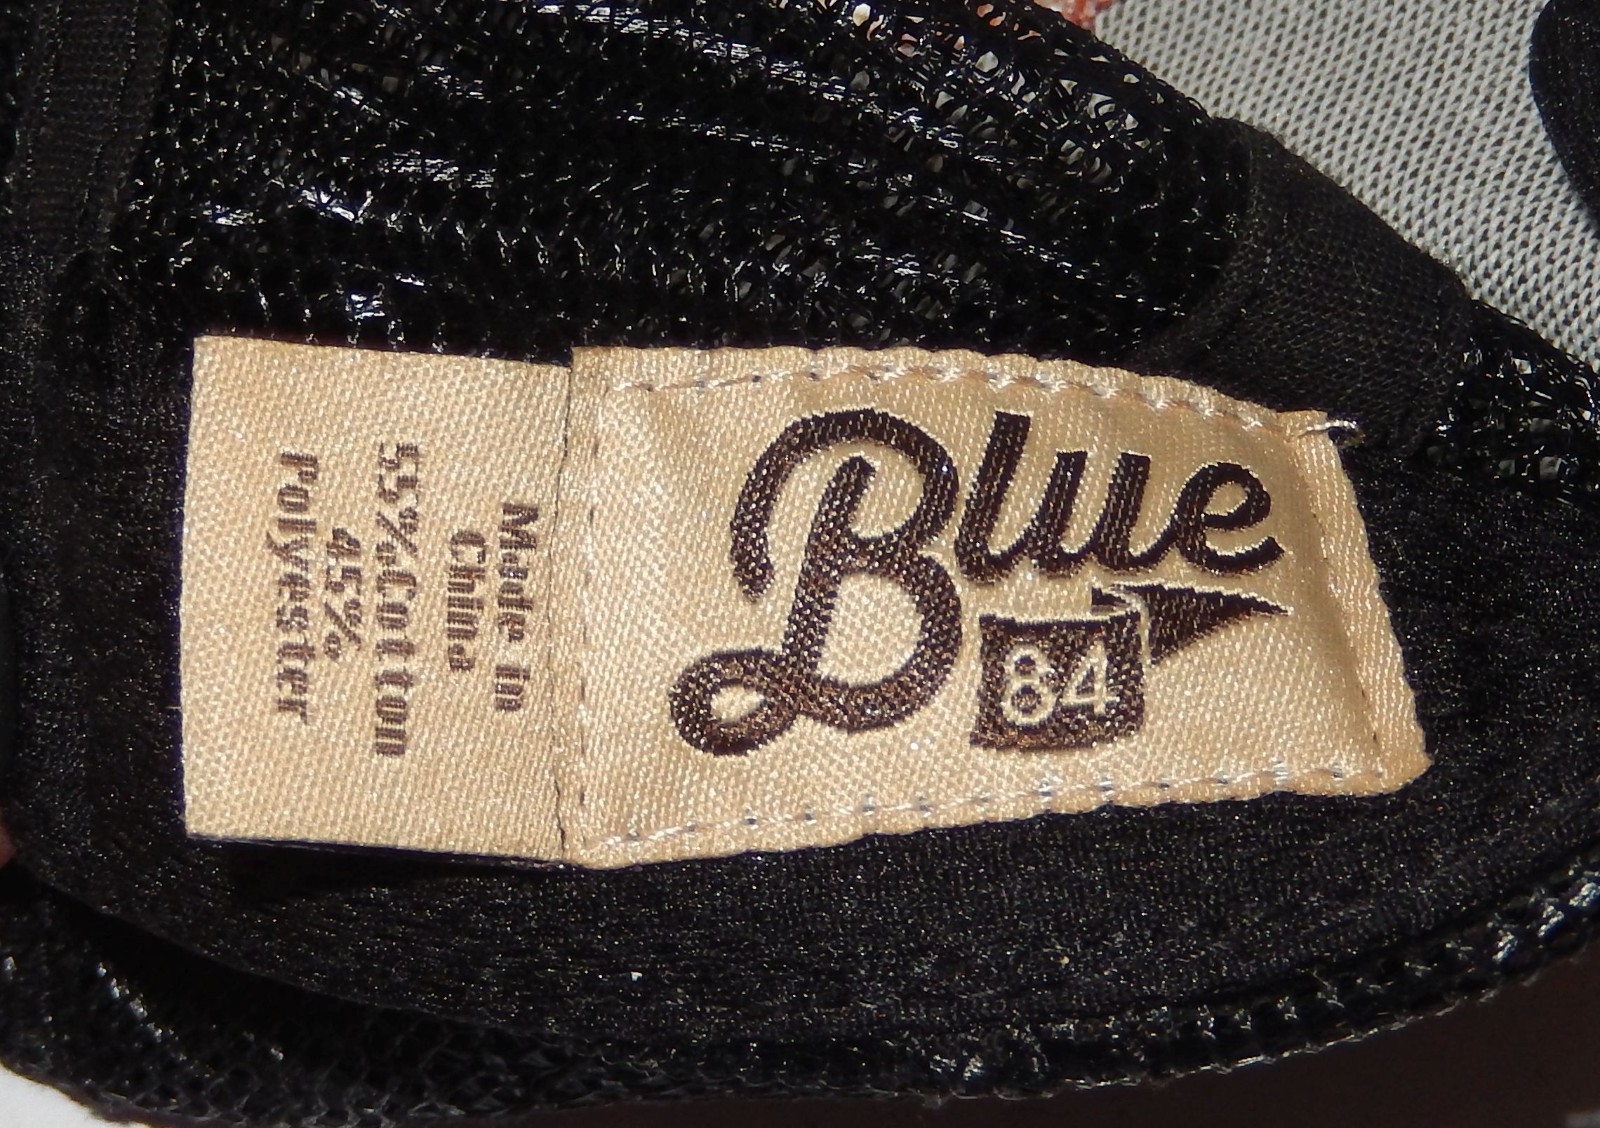 Blue
84
Made in
China
55%Cotton
45%
Polyester